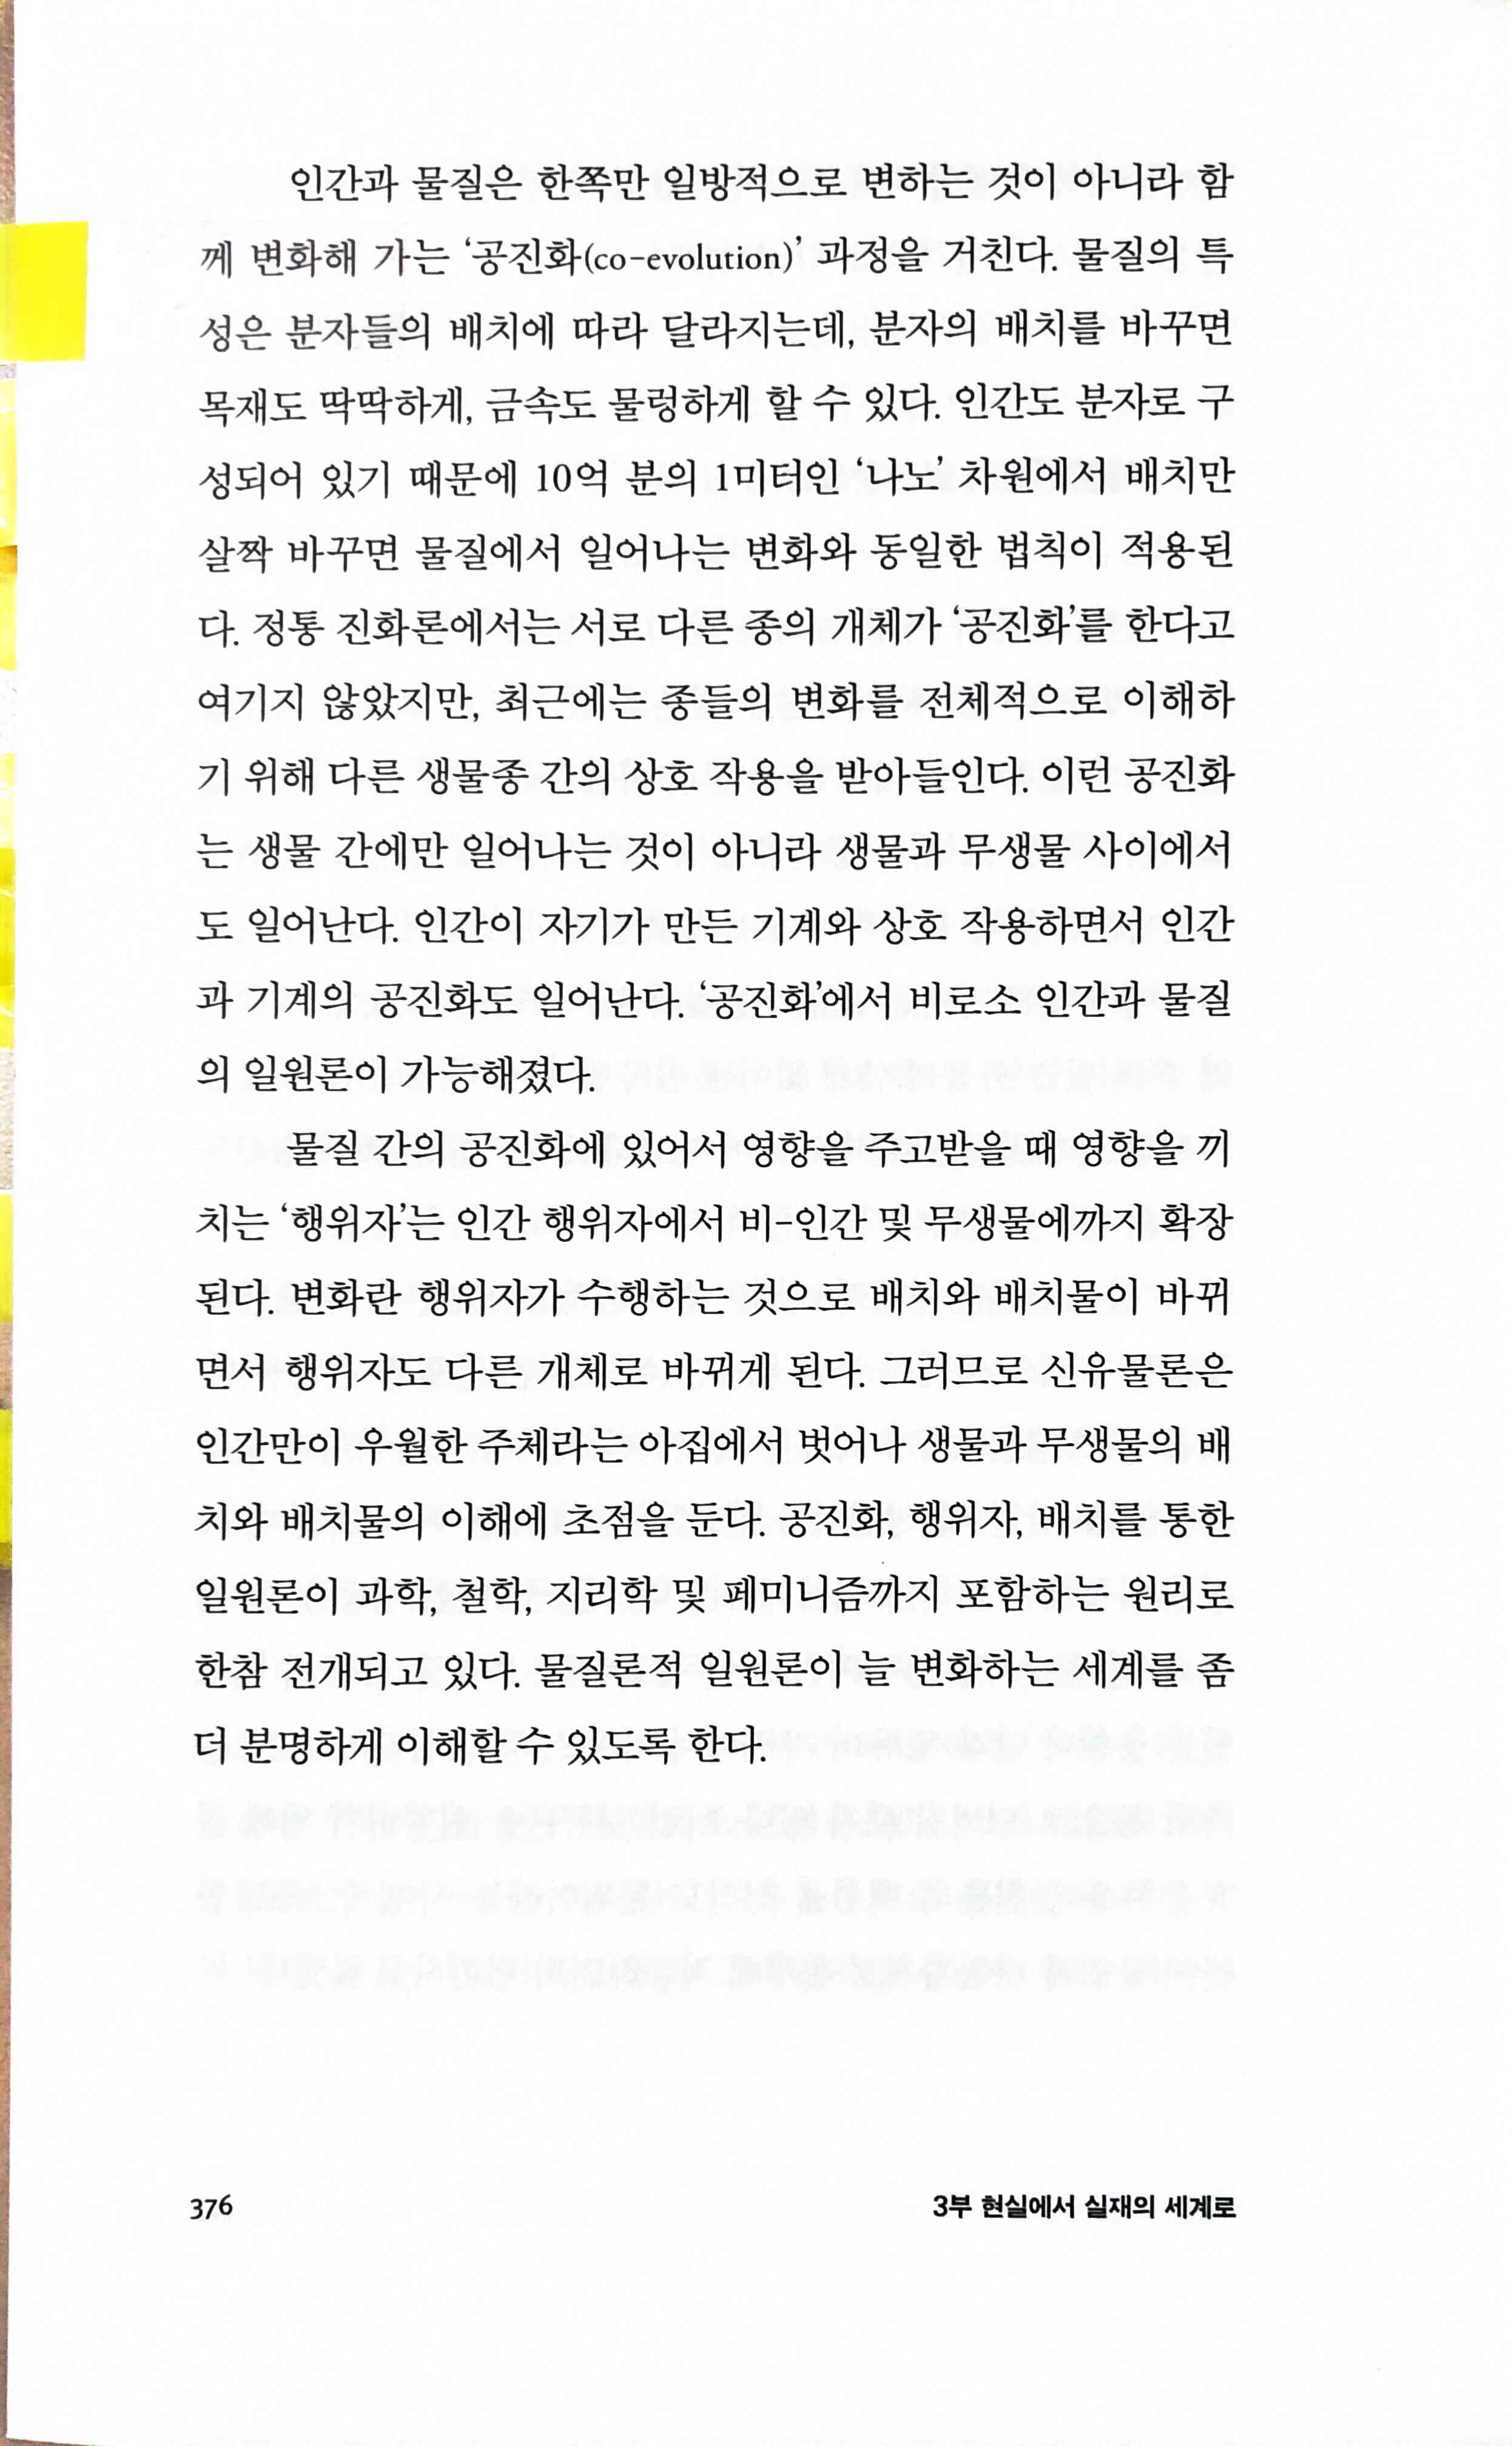 인간과 물질은 한쪽만 일방적으로 변하는 것이 아니라 함
께 변화해 가는 ‘공진화(co-evolution)’ 과정을 거친다. 물질의 특
성은 분자들의 배치에 따라 달라지는데, 분자의 배치를 바꾸면
목재도 딱딱하게, 금속도 물렁하게 할 수 있다. 인간도 분자로 구
성되어 있기 때문에 10억 분의 1미터인 ‘나노’ 차원에서 배치만
살짝 바꾸면 물질에서 일어나는 변화와 동일한 법칙이 적용된
다. 정통 진화론에서는 서로 다른 종의 개체가 ‘공진화’를 한다고
여기지 않았지만, 최근에는 종들의 변화를 전체적으로 이해하
기 위해 다른 생물종 간의 상호 작용을 받아들인다. 이런 공진화
는 생물 간에만 일어나는 것이 아니라 생물과 무생물 사이에서
도 일어난다. 인간이 자기가 만든 기계와 상호 작용하면서 인간
과 기계의 공진화도 일어난다. ‘공진화’에서 비로소 인간과 물질
의 일원론이 가능해졌다.
물질 간의 공진화에 있어서 영향을 주고받을 때 영향을 끼
치는 ‘행위자’는 인간 행위자에서 비-인간 및 무생물에까지 확장
된다. 변화란 행위자가 수행하는 것으로 배치와 배치물이 바뀌
면서 행위자도 다른 개체로 바뀌게 된다. 그러므로 신유물론은
인간만이 우월한 주체라는 아집에서 벗어나 생물과 무생물의 배
치와 배치물의 이해에 초점을 둔다. 공진화, 행위자, 배치를 통한
일원론이 과학, 철학, 지리학 및 페미니즘까지 포함하는 원리로
한참 전개되고 있다. 물질론적 일원론이 늘 변화하는 세계를 좀
더 분명하게 이해할 수 있도록 한다.
376
3부 현실에서 실재의 세계로